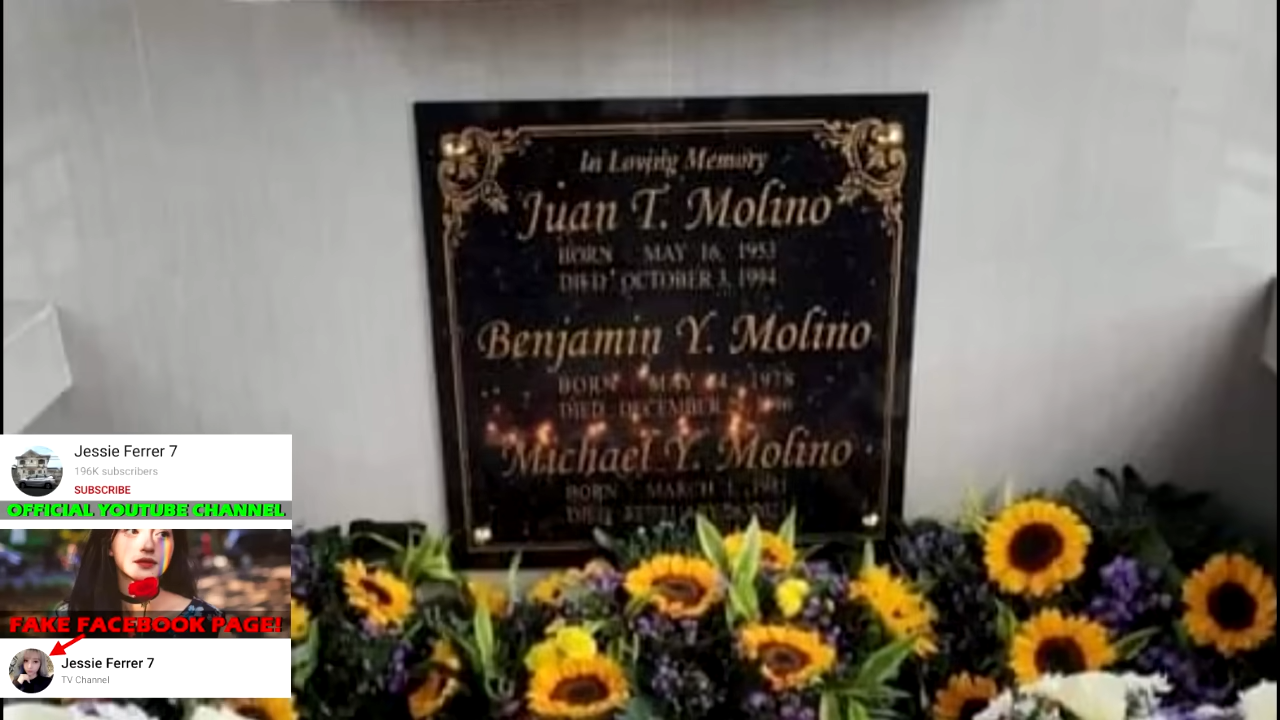 In Loving Memory
Juan T. Molino
BORN MAY 16, 1953
DIED OCTOBER 3, 1994
Benjamin Y. Molino
BORN MAY 1978
DIED DECEMBER
Michael Y. Molino
BORN MARCH
DIED
Jessie Ferrer 7
196K subscribers
SUBSCRIBE
OFFICIAL YOUTUBE CHANNEL
FAKE FACEBOOK PAGE!
Jessie Ferrer 7
TV Channel